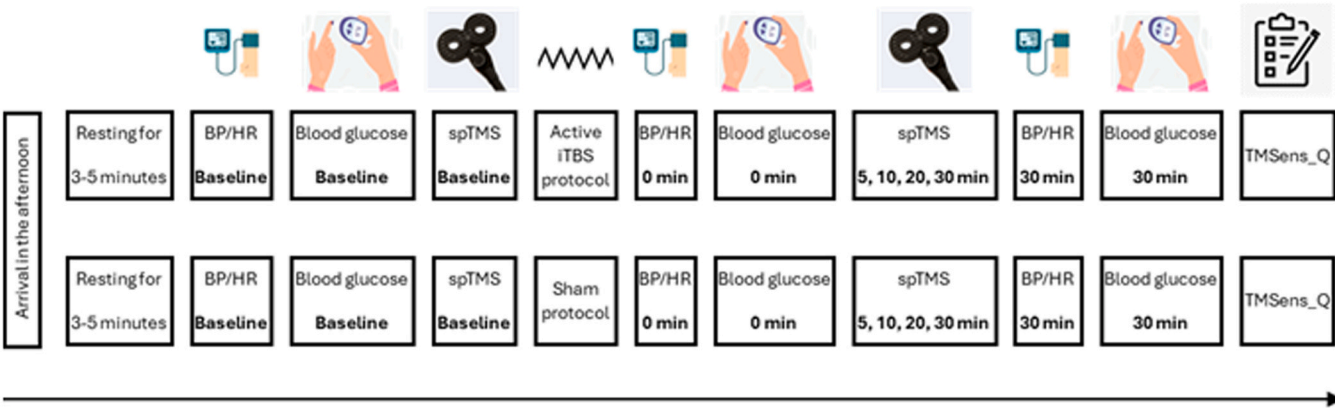 Arrival in the afternoon
Resting for
3-5 minutes
BP/HR
Baseline
Blood glucose
Baseline
spTMS
Baseline
Active
iTBS
protocol
BP/HR
0 min
Blood glucose
0 min
spTMS
5, 10, 20, 30 min
BP/HR
30 min
Blood glucose
30 min
TMSens_Q
Resting for
3-5 minutes
BP/HR
Baseline
Blood glucose
Baseline
spTMS
Baseline
Sham
protocol
BP/HR
0 min
Blood glucose
0 min
spTMS
5, 10, 20, 30 min
BP/HR
30 min
Blood glucose
30 min
TMSens_Q